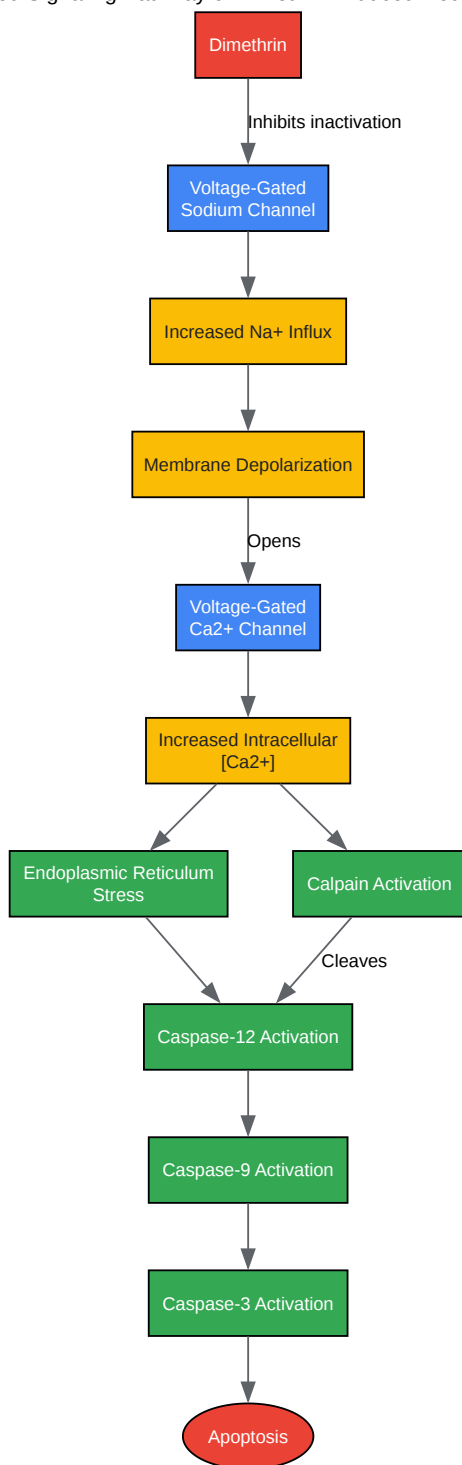 Dimethrin
Inhibits inactivation
Voltage-Gated
Sodium Channel
Increased Na+ Influx
Membrane Depolarization
Opens
Voltage-Gated
Ca2+ Channel
Increased Intracellular
[Ca2+]
Endoplasmic Reticulum
Stress
Calpain Activation
Cleaves
Caspase-12 Activation
Caspase-9 Activation
Caspase-3 Activation
Apoptosis